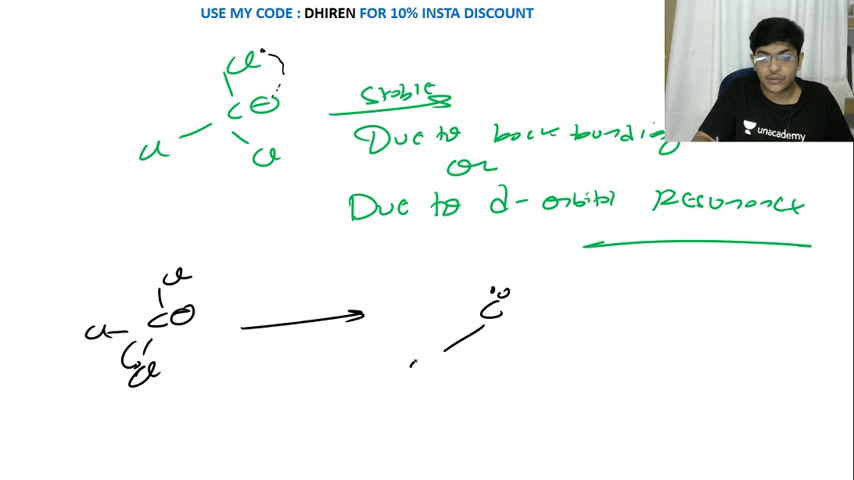 USE MY CODE : DHIREN FOR 10% INSTA DISCOUNT
Cl
C⊖
Cl
Cl
Stable
Due to back bonding
or
Due to d-orbital Resonance
unacademy
Cl
Cl
C⊖
Cl
C